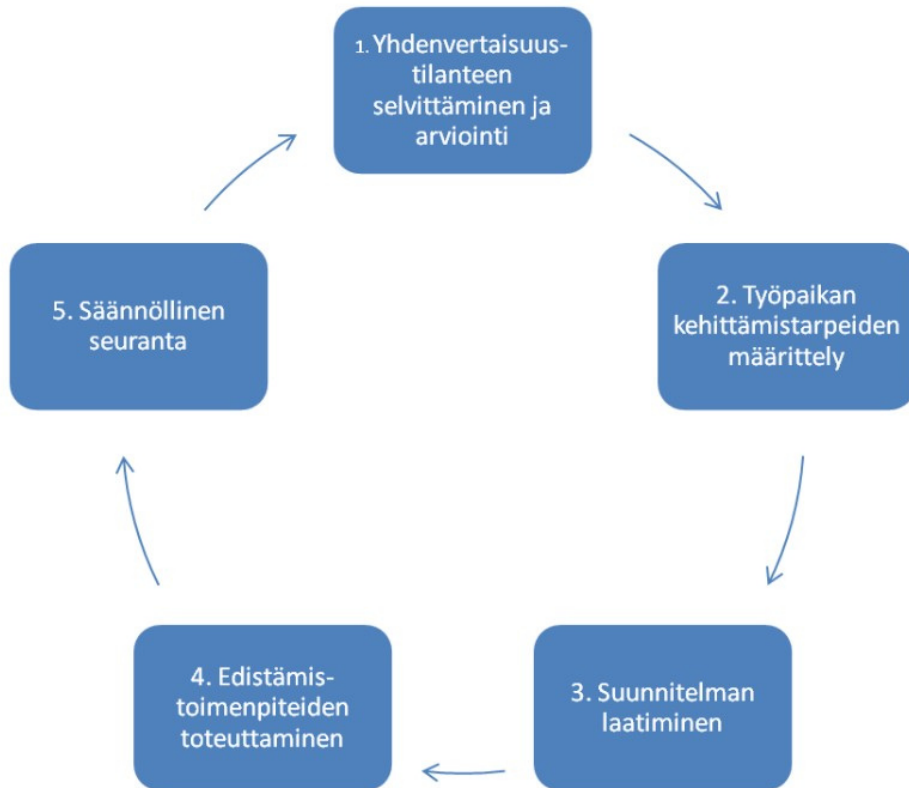 1. Yhdenvertaisuus-
tilanteen
selvittäminen ja
arviointi
2. Työpaikan
kehittämistarpeiden
määrittely
3. Suunnitelman
laatiminen
4. Edistämis-
toimenpiteiden
toteuttaminen
5. Säännöllinen
seuranta